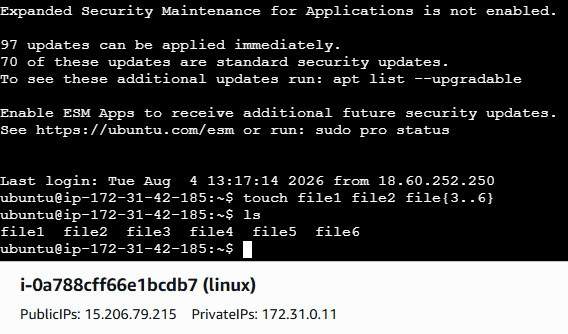 Expanded Security Maintenance for Applications is not enabled.
97 updates can be applied immediately.
70 of these updates are standard security updates.
To see these additional updates run: apt list --upgradable
Enable ESM Apps to receive additional future security updates.
See https://ubuntu.com/esm or run: sudo pro status
Last login: Tue Aug  4 13:17:14 2026 from 18.60.252.250
ubuntu@ip-172-31-42-185:~$ touch file1 file2 file{3..6}
ubuntu@ip-172-31-42-185:~$ ls
file1  file2  file3  file4  file5  file6
ubuntu@ip-172-31-42-185:~$
i-0a788cff66e1bcdb7 (linux)
PublicIPs: 15.206.79.215    PrivateIPs: 172.31.0.11